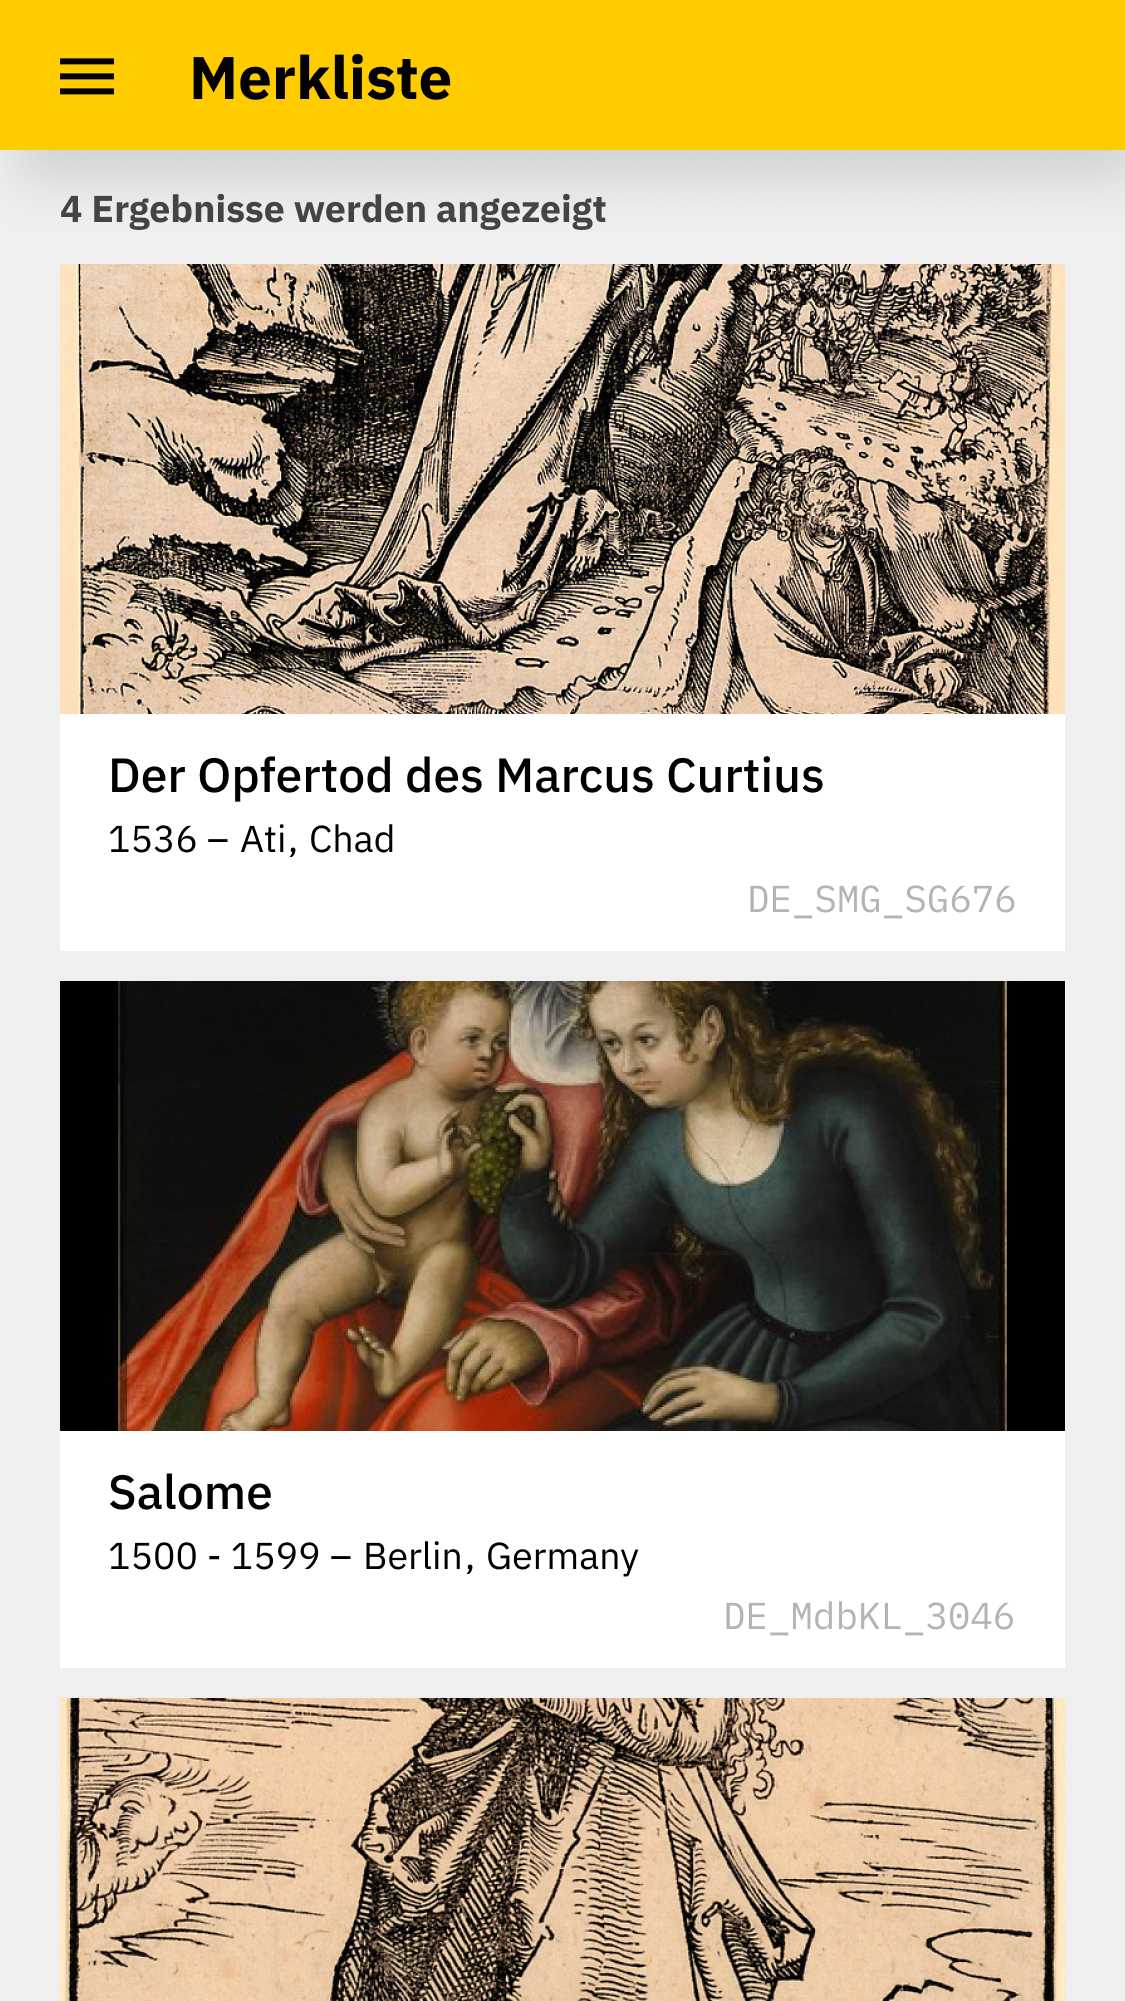 Merkliste
4 Ergebnisse werden angezeigt
Der Opfertod des Marcus Curtius
1536 – Ati, Chad
DE_SMG_SG676
Salome
1500 - 1599 – Berlin, Germany
DE_MdbKL_3046